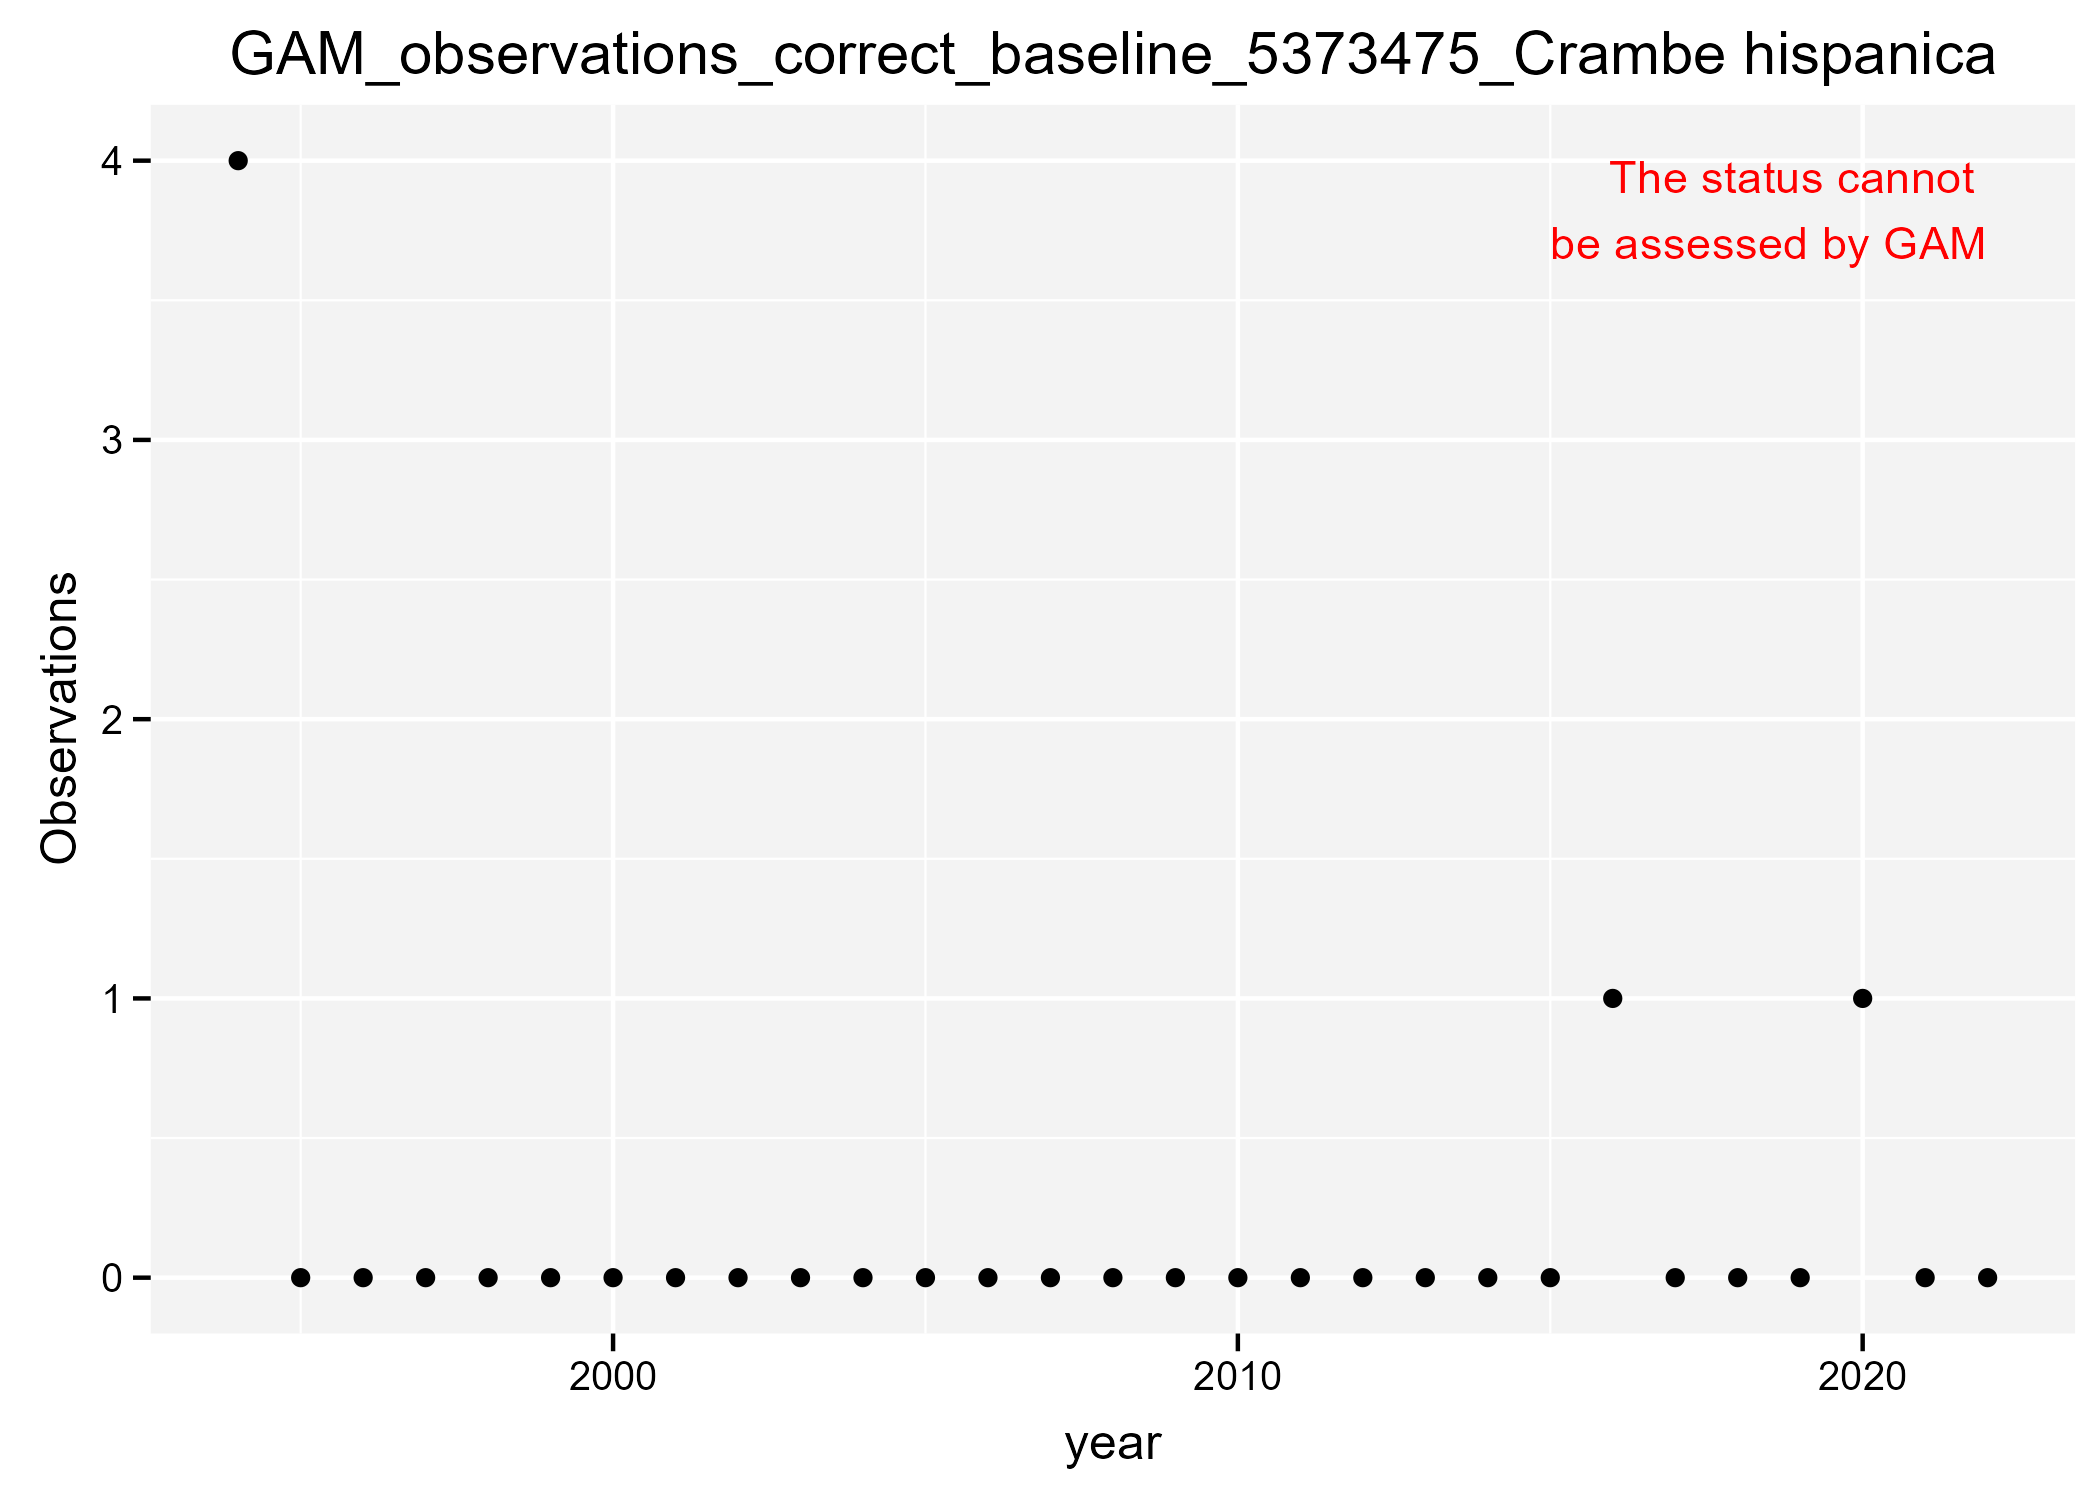 GAM_observations_correct_baseline_5373475_Crambe hispanica
The status cannot
be assessed by GAM
4
3
2
1
0
Observations
2000 2010 2020
year